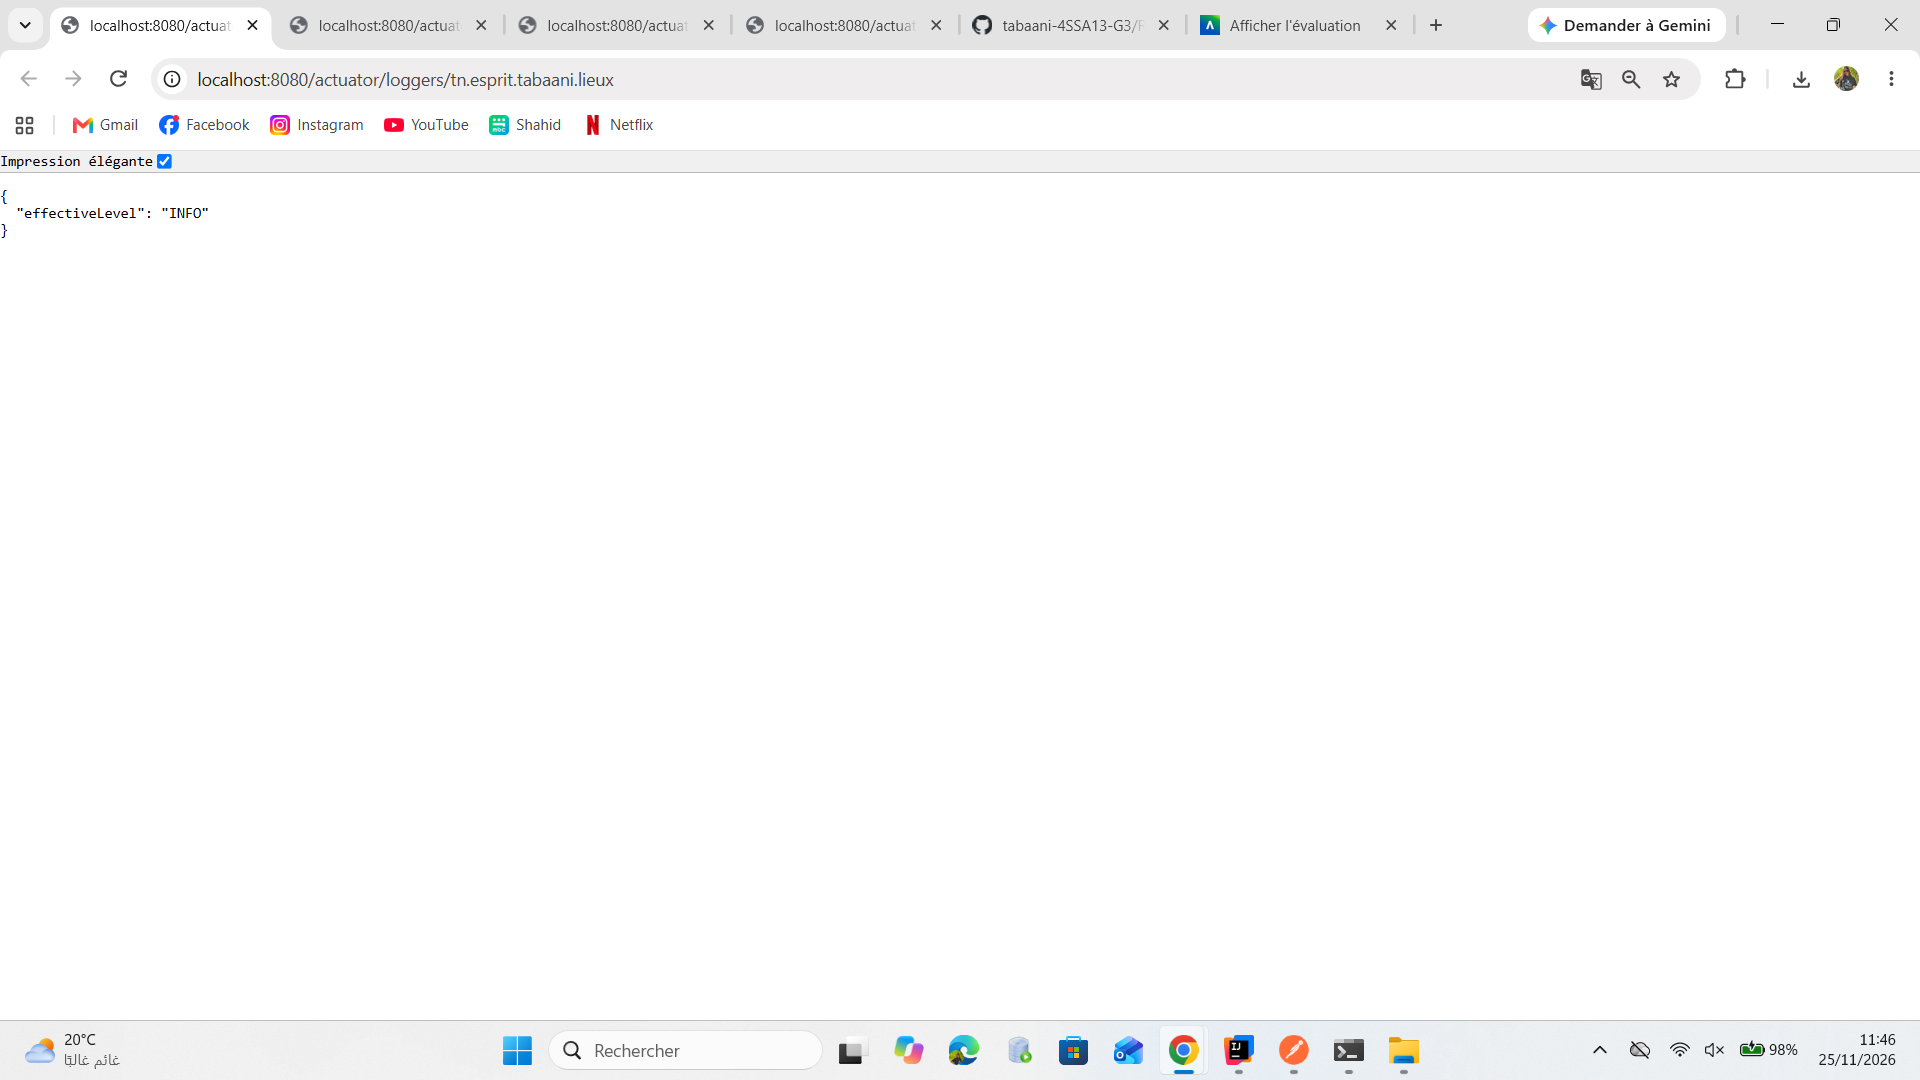 localhost:8080/actuat
localhost:8080/actuat
localhost:8080/actuat
localhost:8080/actuat
tabaani-4SSA13-G3/F
Afficher l'évaluation
Demander à Gemini
localhost:8080/actuator/loggers/tn.esprit.tabaani.lieux
Gmail
Facebook
Instagram
YouTube
Shahid
Netflix
Impression élégante
{
  "effectiveLevel": "INFO"
}
20°C
غائم غالبًا
Rechercher
98%
11:46
25/11/2026